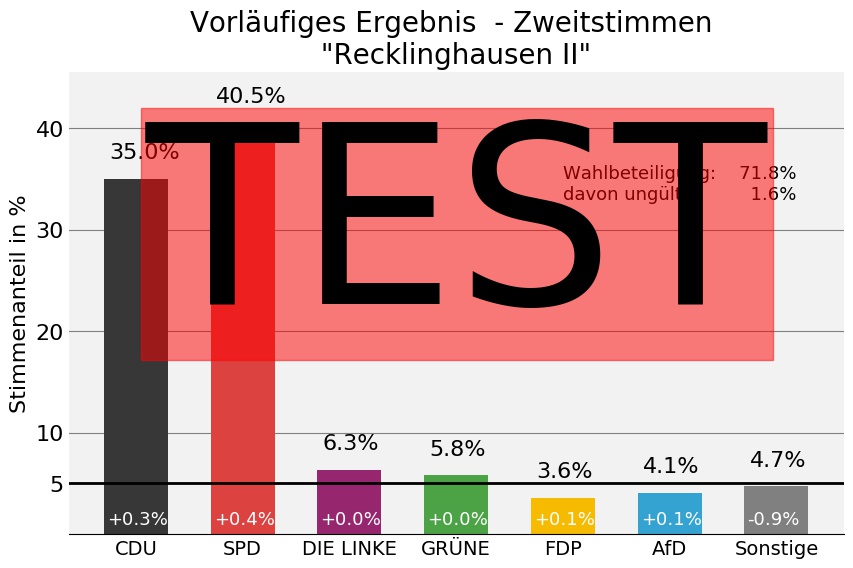 Vorläufiges Ergebnis - Zweitstimmen
"Recklinghausen II"
Stimmenanteil in %
40
30
20
10
5
35.0%
40.5%
6.3%
5.8%
3.6%
4.1%
4.7%
TEST
Wahlbeteiligung: 71.8%
davon 1.6%
+0.3%
+0.4%
+0.0%
+0.0%
+0.1%
+0.1%
-0.9%
CDU
SPD
DIE LINKE
GRÜNE
FDP
AfD
Sonstige